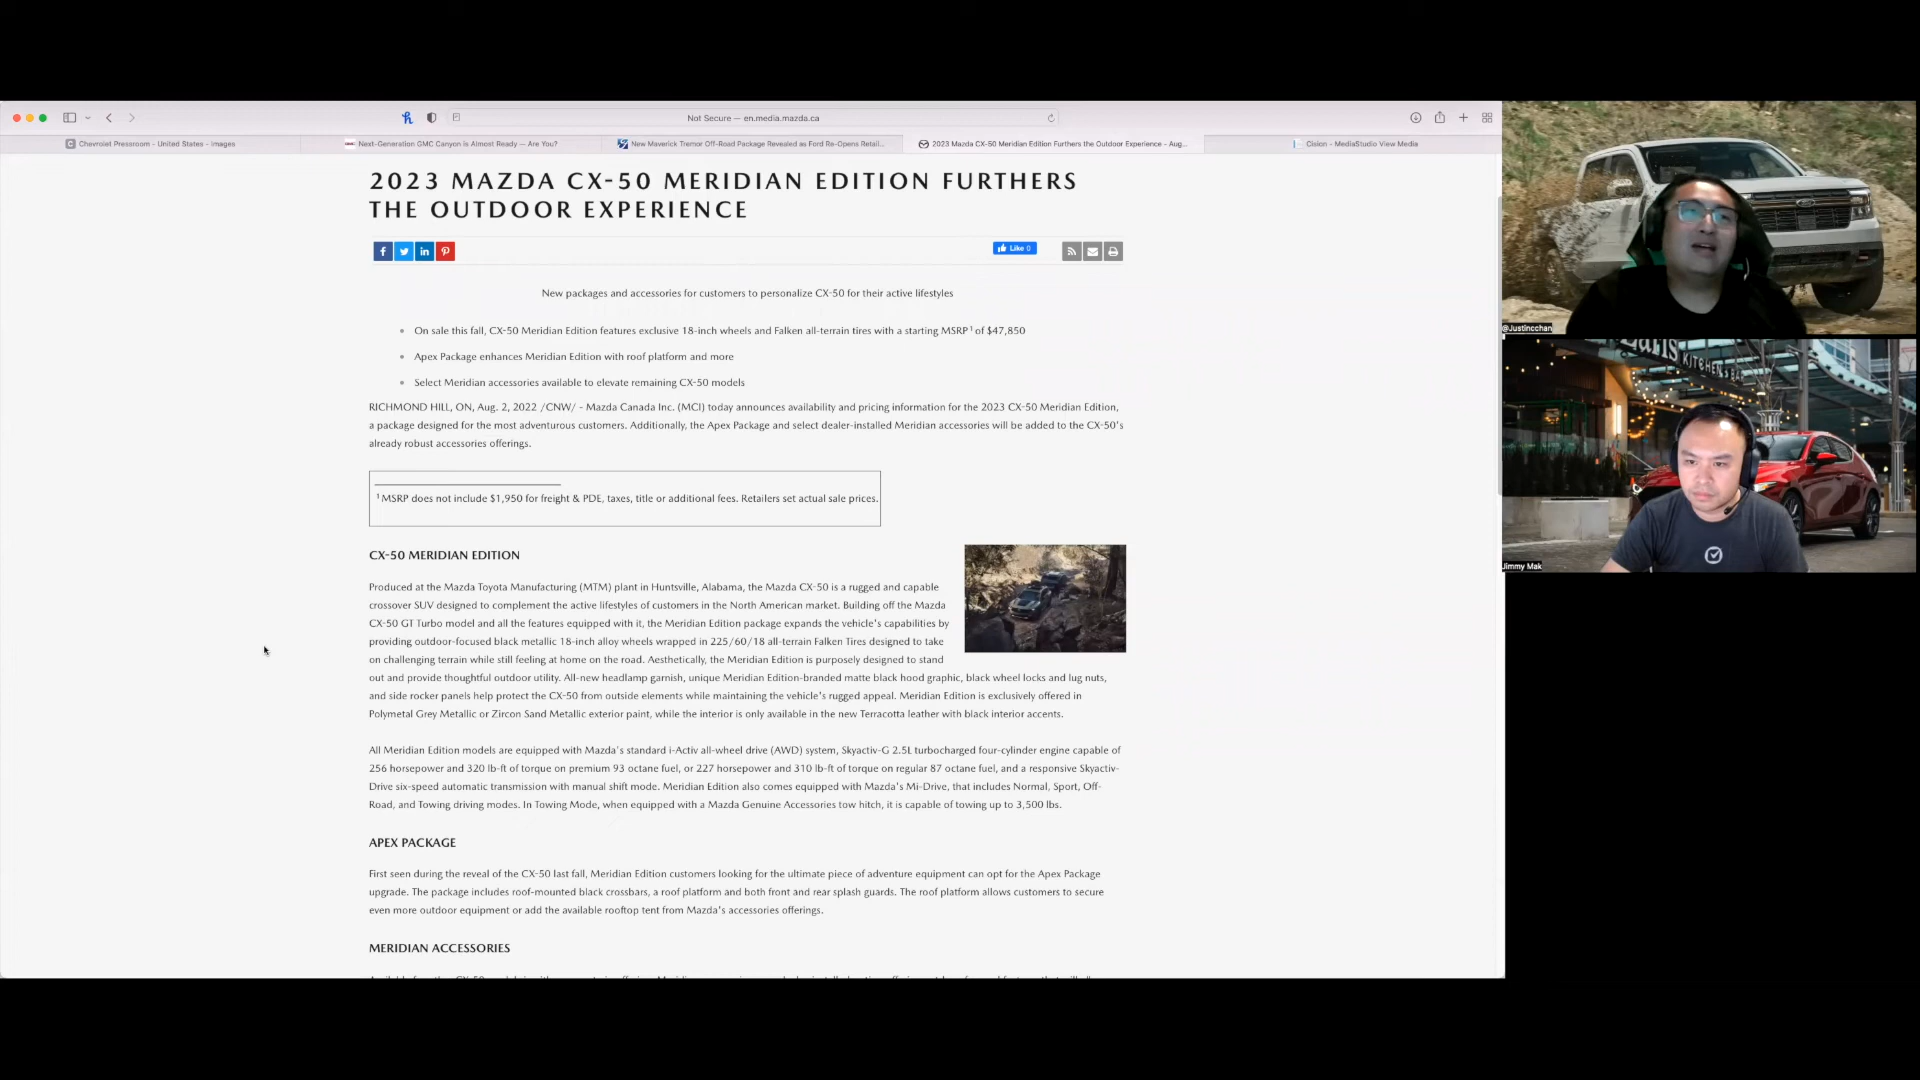 Not Secure — en.media.mazda.ca
Chevrolet Pressroom - United States - Images
Next-Generation GMC Canyon is Almost Ready — Are You?
New Maverick Tremor Off-Road Package Revealed as Ford Re-Opens Retail...
2023 Mazda CX-50 Meridian Edition Furthers the Outdoor Experience - Aug...
Cision - MediaStudio View Media
2023 MAZDA CX-50 MERIDIAN EDITION FURTHERS
THE OUTDOOR EXPERIENCE
Like 0
New packages and accessories for customers to personalize CX-50 for their active lifestyles
• On sale this fall, CX-50 Meridian Edition features exclusive 18-inch wheels and Falken all-terrain tires with a starting MSRP¹ of $47,850
• Apex Package enhances Meridian Edition with roof platform and more
• Select Meridian accessories available to elevate remaining CX-50 models
RICHMOND HILL, ON, Aug. 2, 2022 /CNW/ - Mazda Canada Inc. (MCI) today announces availability and pricing information for the 2023 CX-50 Meridian Edition,
a package designed for the most adventurous customers. Additionally, the Apex Package and select dealer-installed Meridian accessories will be added to the CX-50's
already robust accessories offerings.
¹ MSRP does not include $1,950 for freight & PDE, taxes, title or additional fees. Retailers set actual sale prices.
CX-50 MERIDIAN EDITION
Produced at the Mazda Toyota Manufacturing (MTM) plant in Huntsville, Alabama, the Mazda CX-50 is a rugged and capable
crossover SUV designed to complement the active lifestyles of customers in the North American market. Building off the Mazda
CX-50 GT Turbo model and all the features equipped with it, the Meridian Edition package expands the vehicle's capabilities by
providing outdoor-focused black metallic 18-inch alloy wheels wrapped in 225/60/18 all-terrain Falken Tires designed to take
on challenging terrain while still feeling at home on the road. Aesthetically, the Meridian Edition is purposely designed to stand
out and provide thoughtful outdoor utility. All-new headlamp garnish, unique Meridian Edition-branded matte black hood graphic, black wheel locks and lug nuts,
and side rocker panels help protect the CX-50 from outside elements while maintaining the vehicle's rugged appeal. Meridian Edition is exclusively offered in
Polymetal Grey Metallic or Zircon Sand Metallic exterior paint, while the interior is only available in the new Terracotta leather with black interior accents.
All Meridian Edition models are equipped with Mazda's standard i-Activ all-wheel drive (AWD) system, Skyactiv-G 2.5L turbocharged four-cylinder engine capable of
256 horsepower and 320 lb-ft of torque on premium 93 octane fuel, or 227 horsepower and 310 lb-ft of torque on regular 87 octane fuel, and a responsive Skyactiv-
Drive six-speed automatic transmission with manual shift mode. Meridian Edition also comes equipped with Mazda's Mi-Drive, that includes Normal, Sport, Off-
Road, and Towing driving modes. In Towing Mode, when equipped with a Mazda Genuine Accessories tow hitch, it is capable of towing up to 3,500 lbs.
APEX PACKAGE
First seen during the reveal of the CX-50 last fall, Meridian Edition customers looking for the ultimate piece of adventure equipment can opt for the Apex Package
upgrade. The package includes roof-mounted black crossbars, a roof platform and both front and rear splash guards. The roof platform allows customers to secure
even more outdoor equipment or add the available rooftop tent from Mazda's accessories offerings.
MERIDIAN ACCESSORIES
@Justincchan
KITCHEN & BAR
Jimmy Mak